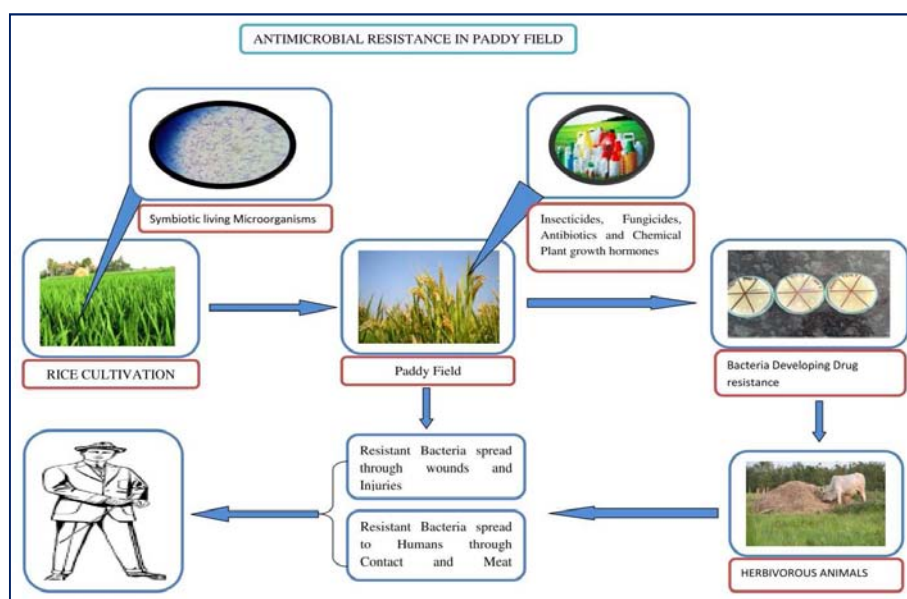 ANTIMICROBIAL RESISTANCE IN PADDY FIELD
Symbiotic living Microorganisms
Insecticides, Fungicides,
Antibiotics and Chemical
Plant growth hormones
RICE CULTIVATION
Paddy Field
Bacteria Developing Drug
resistance
Resistant Bacteria spread
through wounds and
Injuries
Resistant Bacteria spread
to Humans through
Contact and Meat
HERBIVOROUS ANIMALS